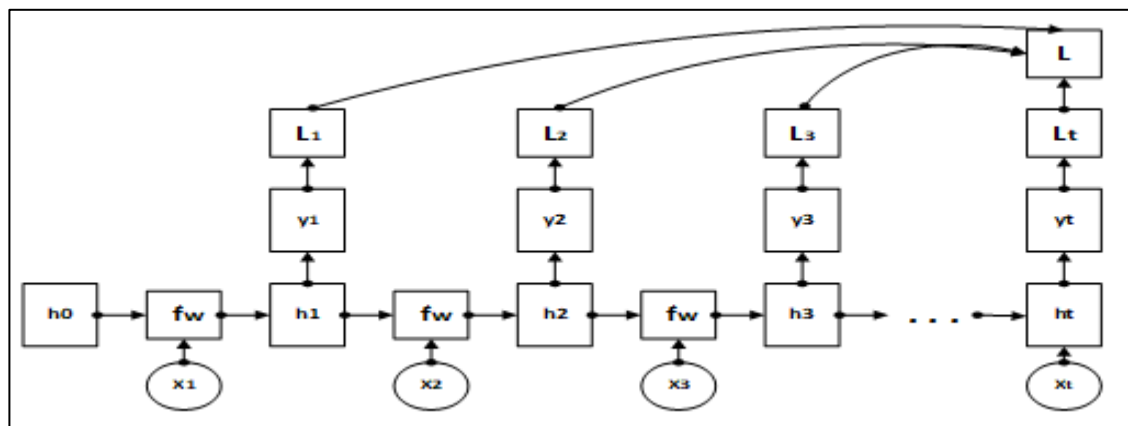 L
L1 L2 L3 Lt
y1 y2 y3 yt
h0 fw h1 fw h2 fw h3 . . . ht
x1 x2 x3 xt